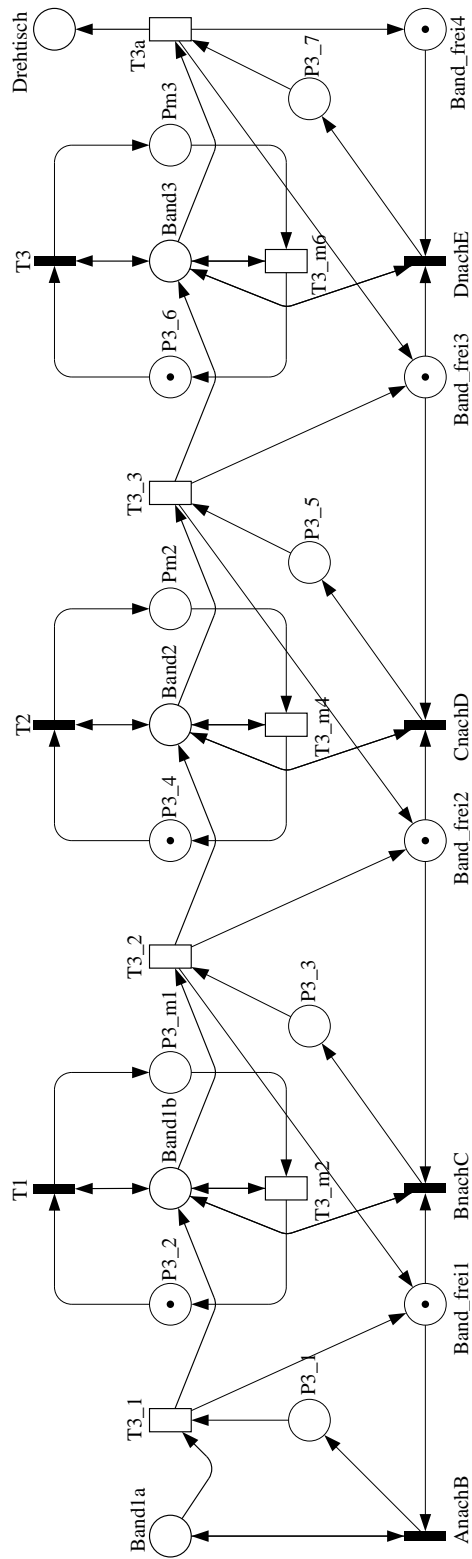 Band1a
AnachB
T3_1
P3_1
Band_frei1
P3_2
T1
Band1b
T3_m2
BnachC
P3_m1
P3_3
T3_2
Band_frei2
P3_4
T2
Band2
T3_m4
CnachD
Pm2
P3_5
T3_3
Band_frei3
P3_6
T3
Band3
T3_m6
DnachE
Pm3
P3_7
Drehtisch
T3a
Band_frei4